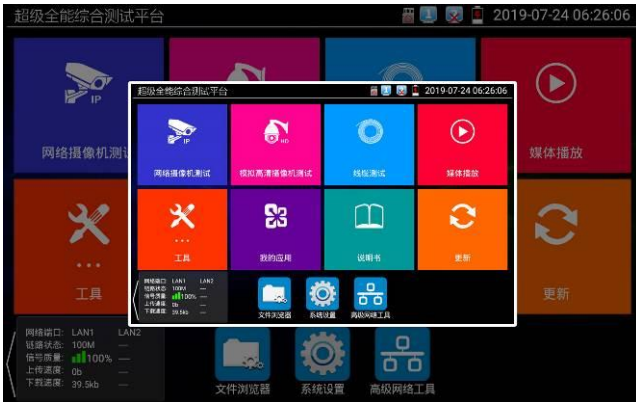 超级全能综合测试平台
1
2019-07-24 06:26:06
IP
网络摄像机测
媒体播放
工具
更新
网络端口: LAN1 LAN2
链路状态: 100M —
信号质量: 100% —
上传速度: 0b —
下载速度: 39.5kb —
文件浏览器
系统设置
高级网络工具
超级全能综合测试平台
1
2019-07-24 06:26:06
IP
网络摄像机测试
HD
模拟高清摄像机测试
线缆测试
媒体播放
工具
我的应用
说明书
更新
网络端口 LAN1 LAN2
链路状态 100M —
信号质量 100% —
上传速度 0b —
下载速度 39.5kb —
文件浏览器
系统设置
高级网络工具